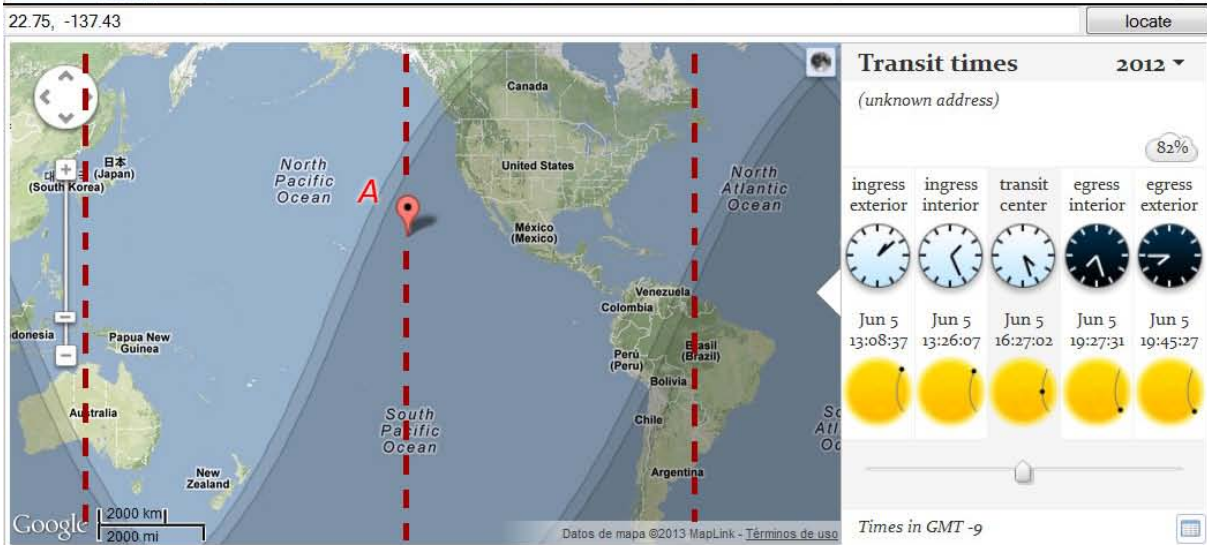 22.75, -137.43
locate
Transit times
2012
(unknown address)
82%
ingress exterior
ingress interior
transit center
egress interior
egress exterior
Jun 5
13:08:37
Jun 5
13:26:07
Jun 5
16:27:02
Jun 5
19:27:31
Jun 5
19:45:27
Times in GMT -9
Canada
日本
(Japan)
(South Korea)
North
Pacific
Ocean
A
United States
North
Atlantic
Ocean
México
(Mexico)
Venezuela
Colombia
Papua New
Guinea
Perú
(Peru)
Brasil
(Brazil)
Bolivia
Australia
Chile
South
Pacific
Ocean
New
Zealand
Argentina
Google
2000 km
2000 mi
Datos de mapa ©2013 MapLink - Términos de uso